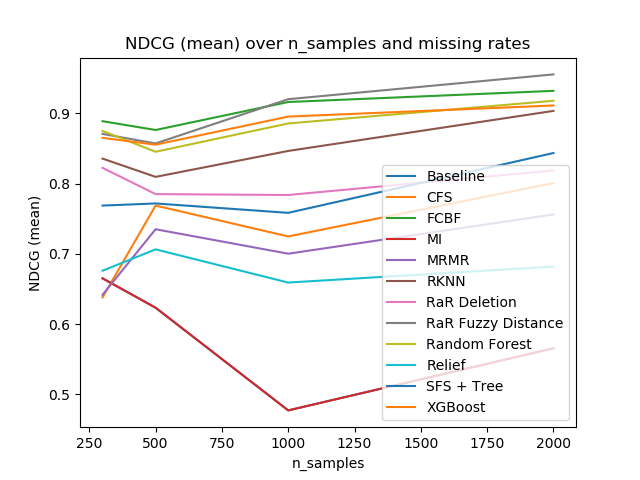 NDCG (mean) over n_samples and missing rates
NDCG (mean)
0.9
0.8
0.7
0.6
0.5
250
500
750
1000
1250
1500
1750
2000
n_samples
Baseline
CFS
FCBF
MI
MRMR
RKNN
RaR Deletion
RaR Fuzzy Distance
Random Forest
Relief
SFS + Tree
XGBoost